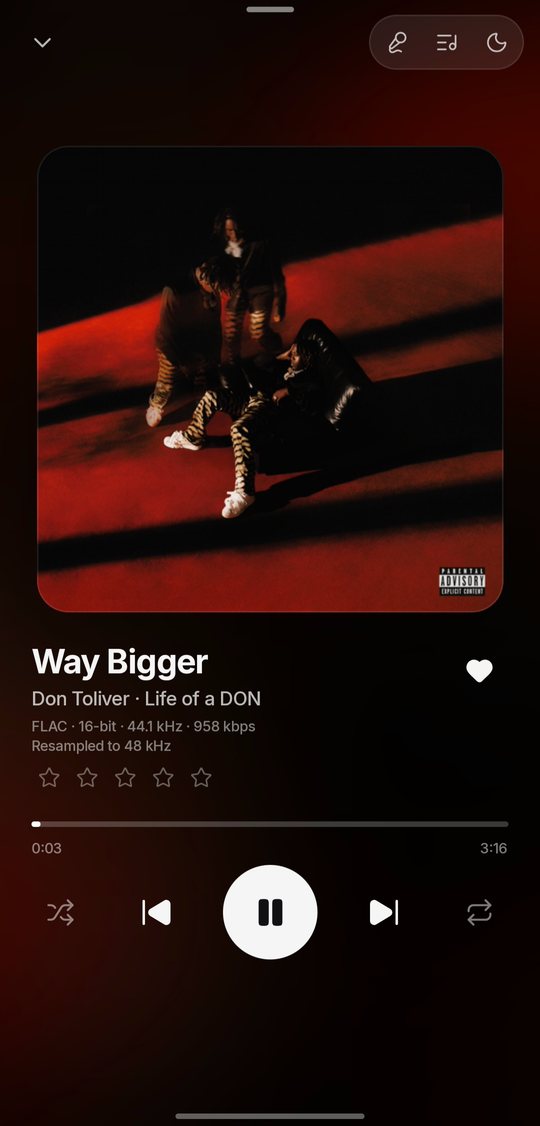 PARENTAL
ADVISORY
EXPLICIT CONTENT
Way Bigger
Don Toliver · Life of a DON
FLAC · 16-bit · 44.1 kHz · 958 kbps
Resampled to 48 kHz
0:03
3:16